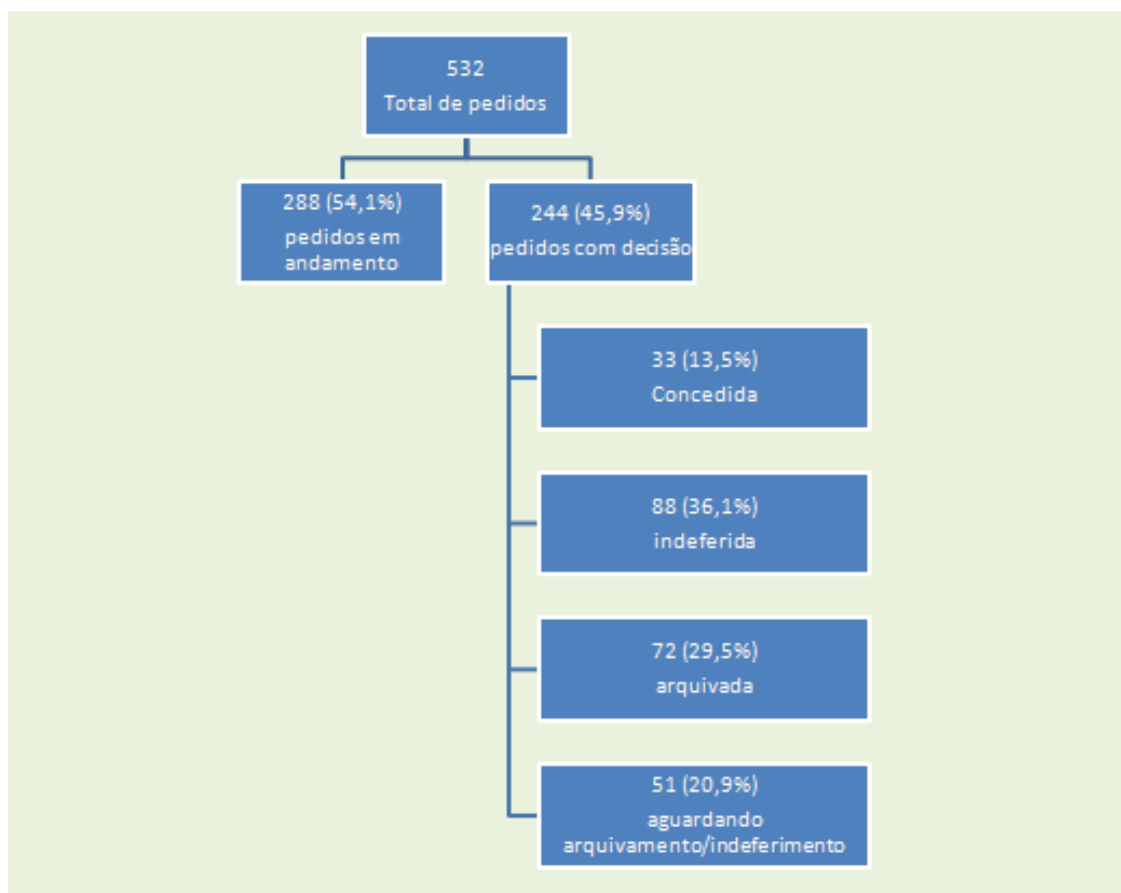 532
Total de pedidos
288 (54,1%)
pedidos em
andamento
244 (45,9%)
pedidos com decisão
33 (13,5%)
Concedida
88 (36,1%)
indeferida
72 (29,5%)
arquivada
51 (20,9%)
aguardando
arquivamento/indeferimento